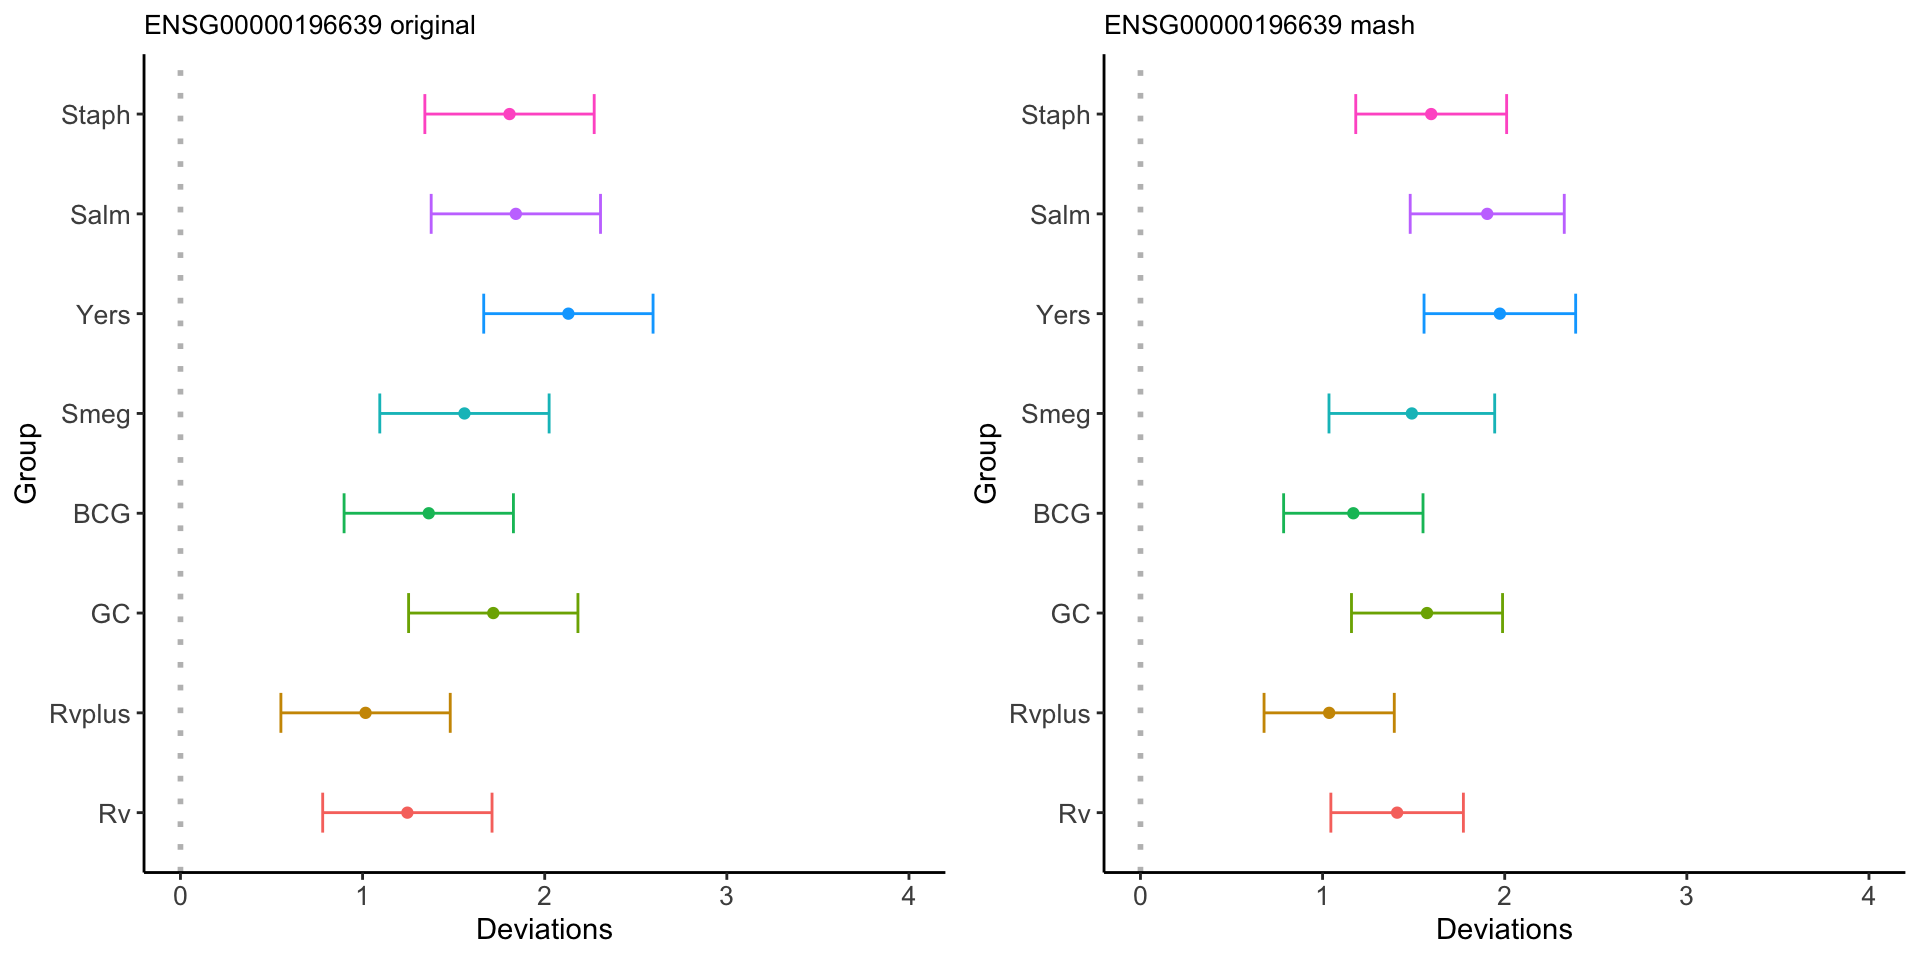 ENSG00000196639 original
Staph
Salm
Yers
Smeg
BCG
GC
Rvplus
Rv
Group
0 1 2 3 4
Deviations
ENSG00000196639 mash
Staph
Salm
Yers
Smeg
BCG
GC
Rvplus
Rv
Group
0 1 2 3 4
Deviations